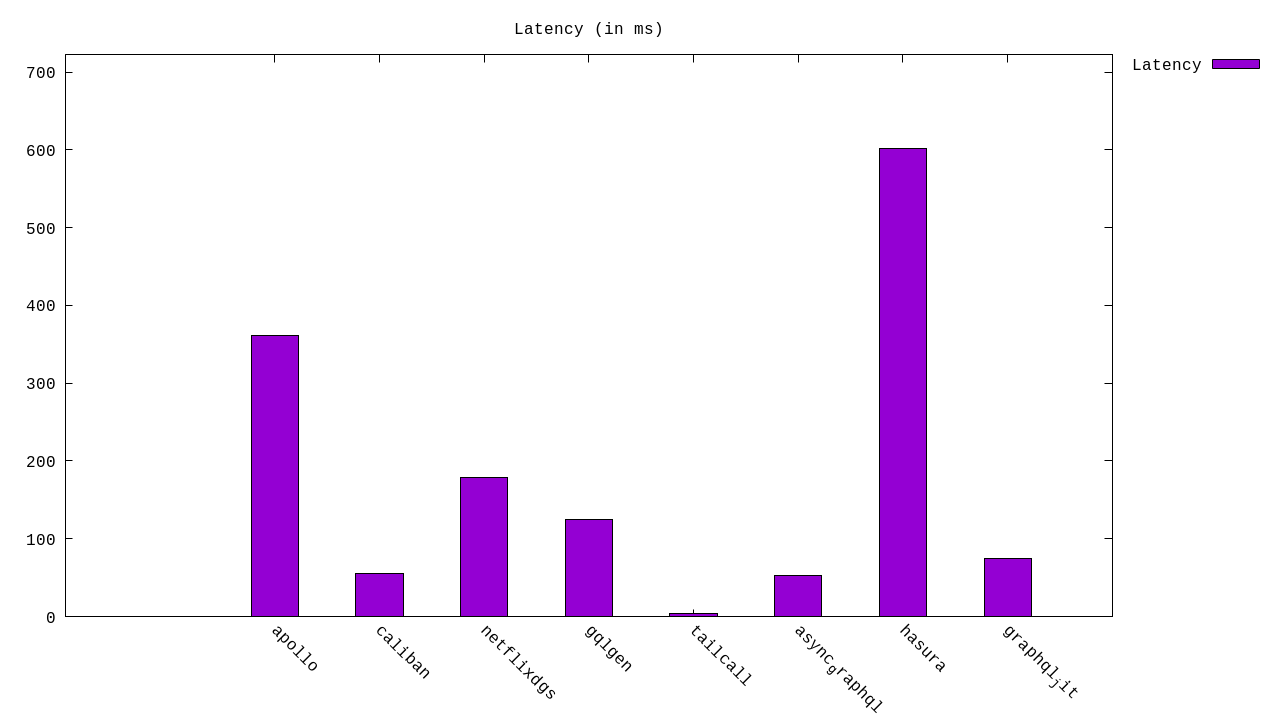 Latency (in ms)
Latency
700
600
500
400
300
200
100
0
apollo
caliban
netflixdgs
gqlgen
tailcall
async_graphql
hasura
graphql_jit